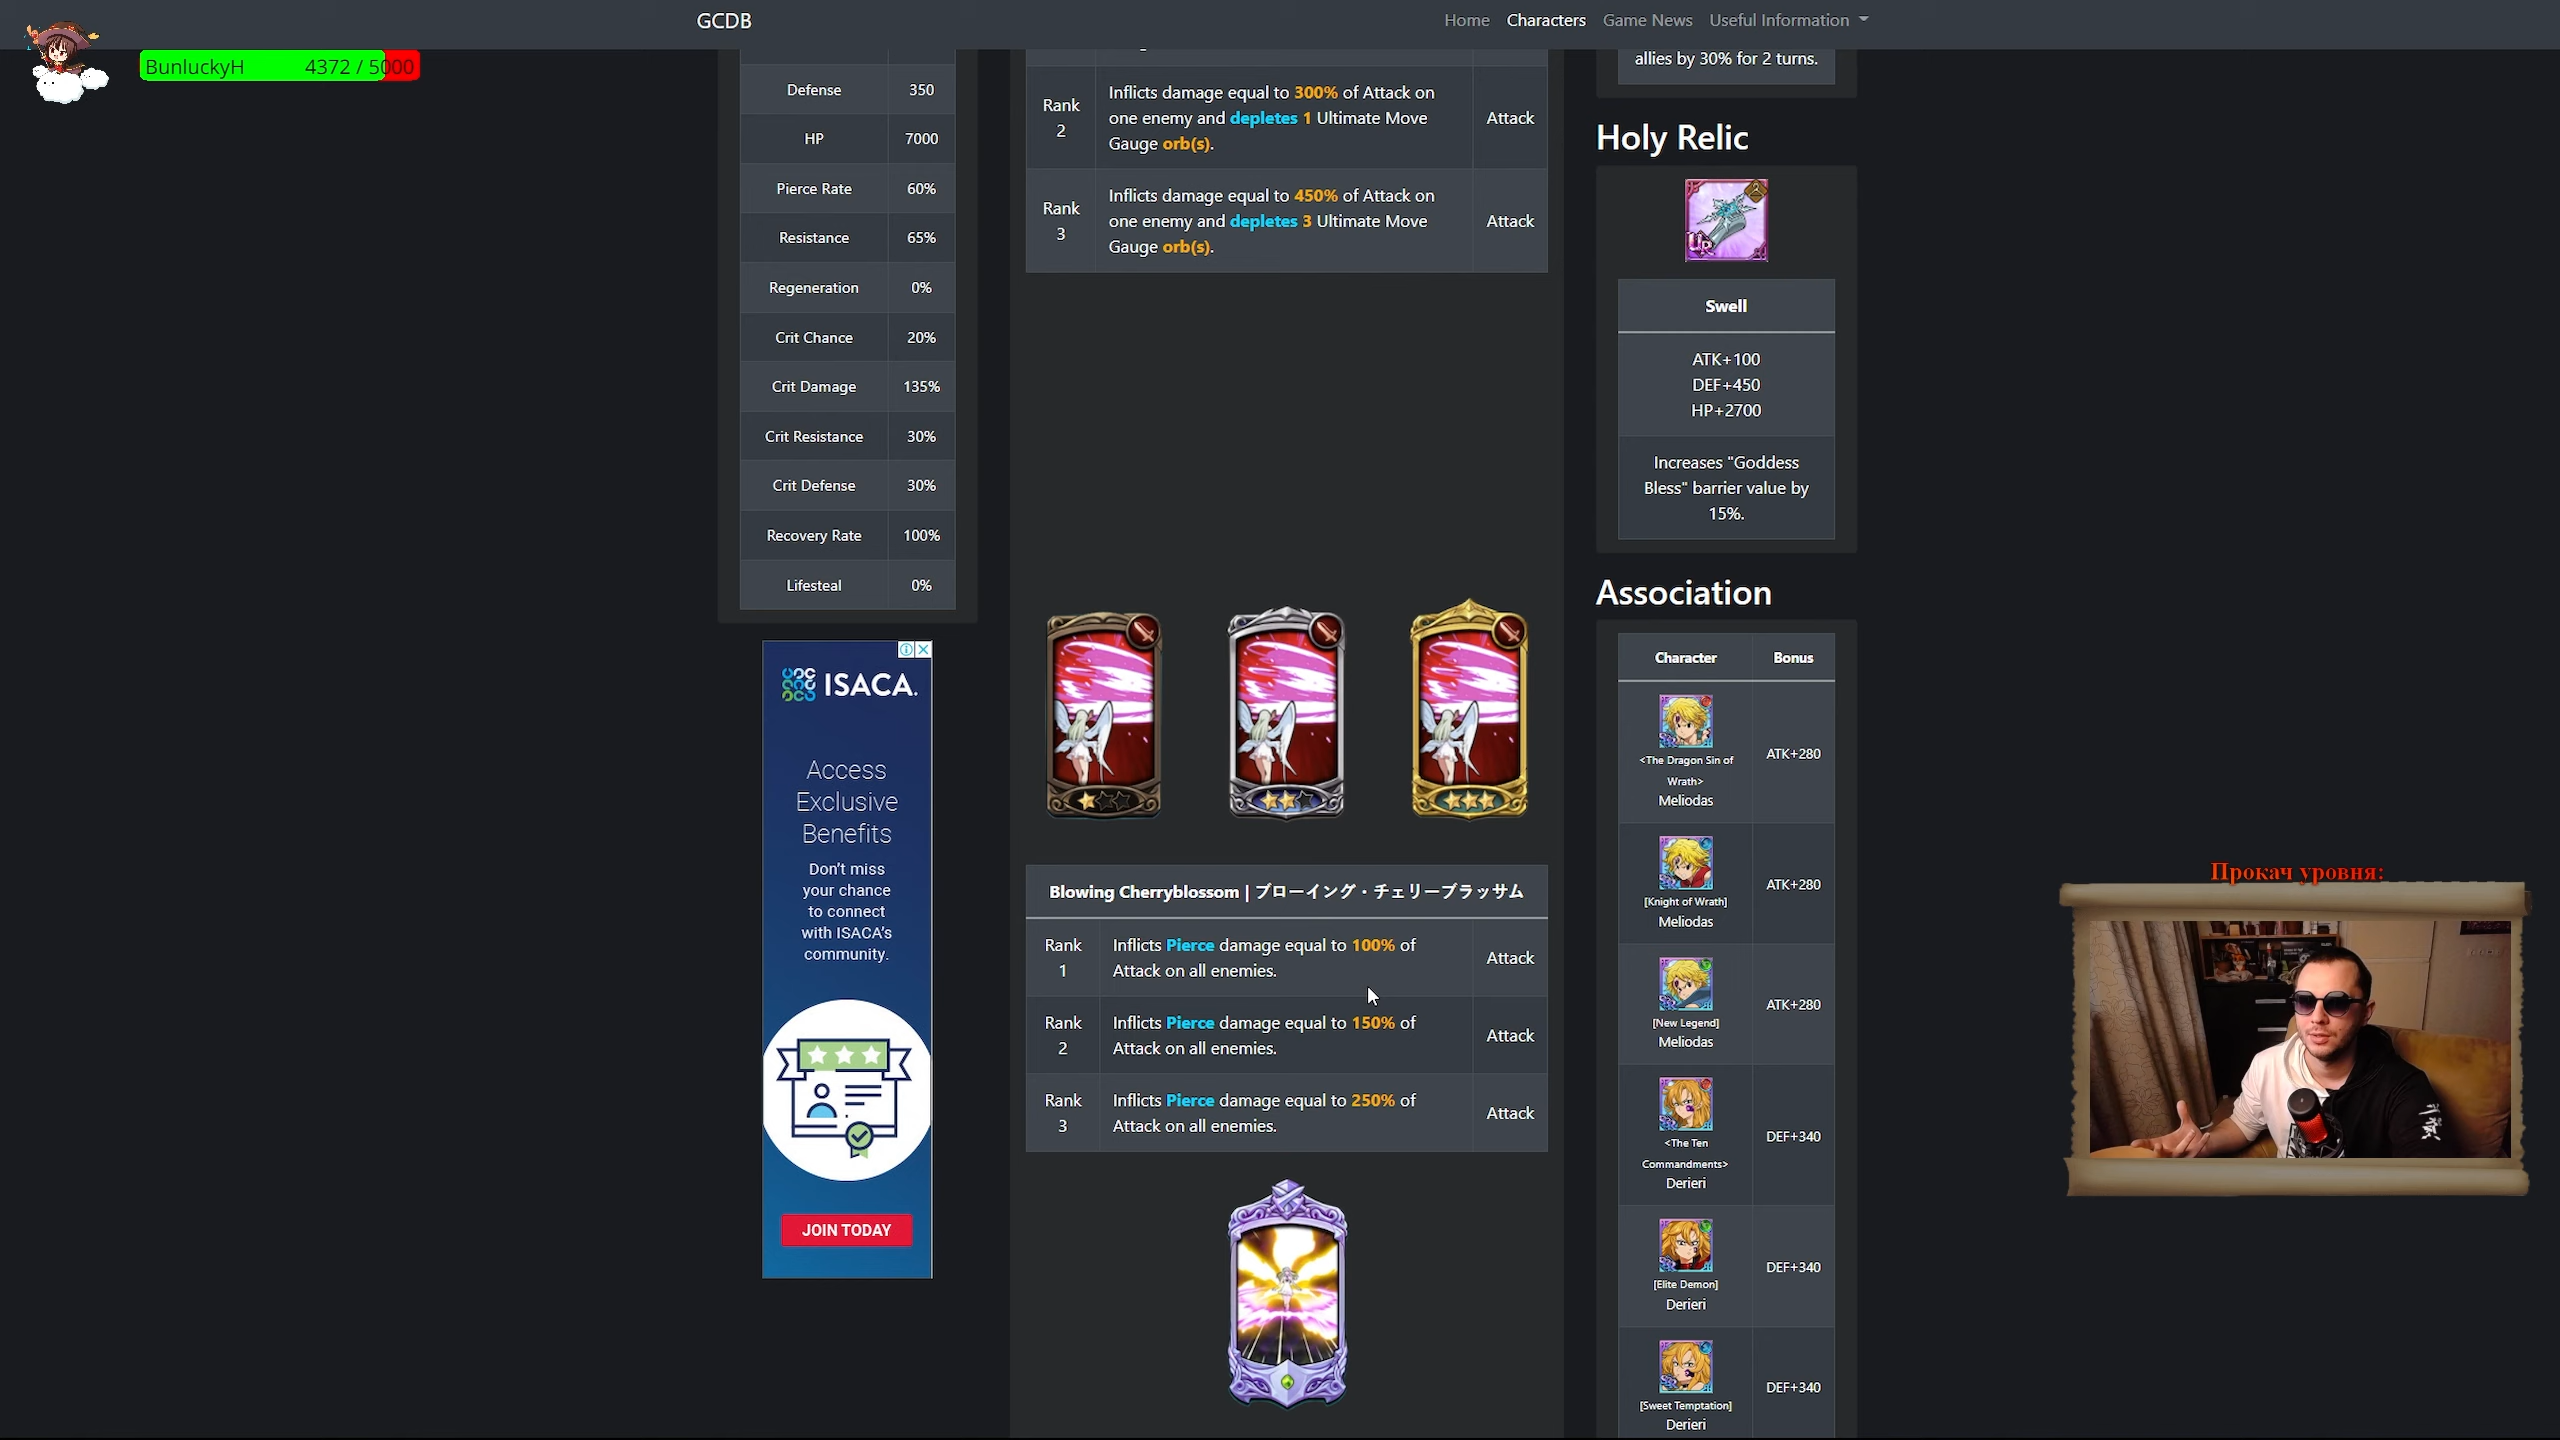 GCDB
Home Characters Game News Useful Information
BunluckyH 4372 / 5000
Defense 350
HP 7000
Pierce Rate 60%
Resistance 65%
Regeneration 0%
Crit Chance 20%
Crit Damage 135%
Crit Resistance 30%
Crit Defense 30%
Recovery Rate 100%
Lifesteal 0%
ISACA.
Access
Exclusive
Benefits
Don't miss
your chance
to connect
with ISACA's
community.
JOIN TODAY
Rank
2
Inflicts damage equal to 300% of Attack on
one enemy and depletes 1 Ultimate Move
Gauge orb(s).
Attack
Rank
3
Inflicts damage equal to 450% of Attack on
one enemy and depletes 3 Ultimate Move
Gauge orb(s).
Attack
Blowing Cherryblossom | ブローイング・チェリーブラッサム
Rank
1
Inflicts Pierce damage equal to 100% of
Attack on all enemies.
Attack
Rank
2
Inflicts Pierce damage equal to 150% of
Attack on all enemies.
Attack
Rank
3
Inflicts Pierce damage equal to 250% of
Attack on all enemies.
Attack
allies by 30% for 2 turns.
Holy Relic
UR
Swell
ATK+100
DEF+450
HP+2700
Increases "Goddess
Bless" barrier value by
15%.
Association
Character Bonus
<The Dragon Sin of
Wrath>
Meliodas
ATK+280
[Knight of Wrath]
Meliodas
ATK+280
[New Legend]
Meliodas
ATK+280
<The Ten
Commandments>
Derieri
DEF+340
[Elite Demon]
Derieri
DEF+340
[Sweet Temptation]
Derieri
DEF+340
Прокач уровня: